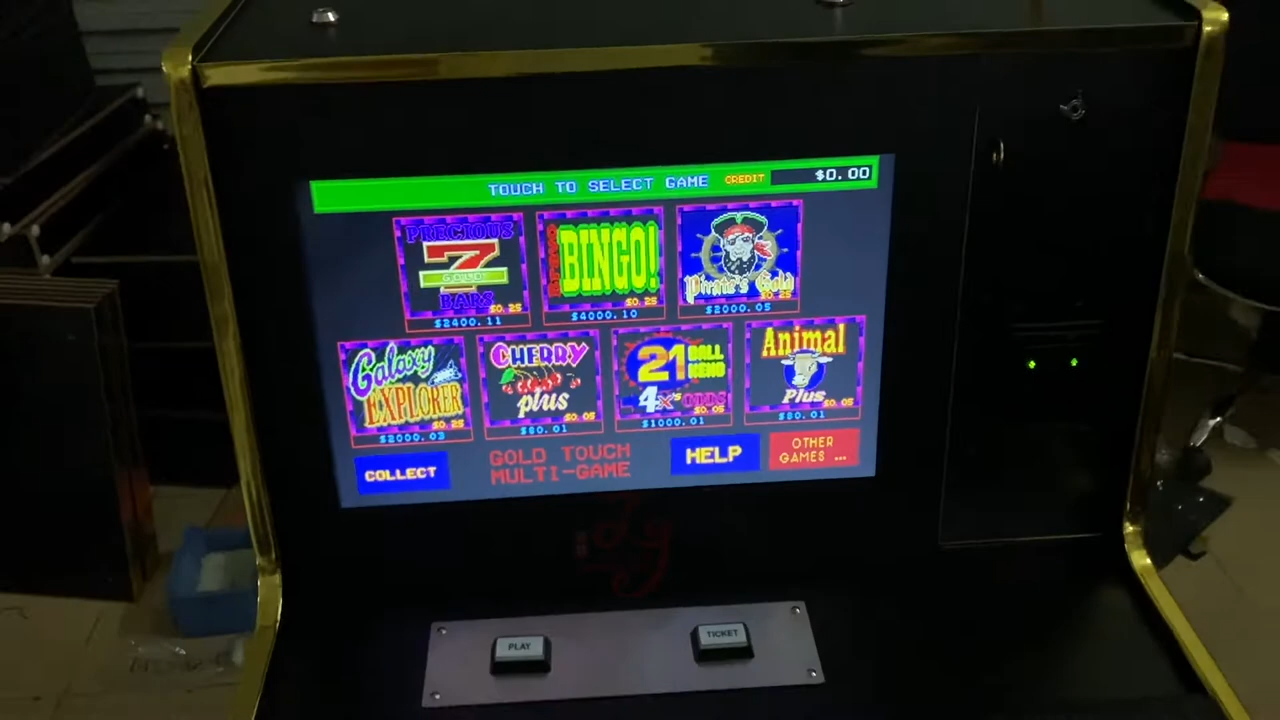 TOUCH TO SELECT GAME CREDIT $0.00
PRECIOUS
7
BARS
$0.25
$2400.11
BINGO!
$0.25
$4000.10
Pirate's Gold
$0.25
$2000.05
Galaxy
EXPLORER
$0.25
$2000.03
CHERRY
plus
$0.05
$80.01
21 BALL
KENO
4x's ODDS
$0.05
$1000.01
Animal
Plus
$0.05
$80.01
COLLECT
GOLD TOUCH
MULTI-GAME
HELP
OTHER
GAMES ...
PLAY
TICKET